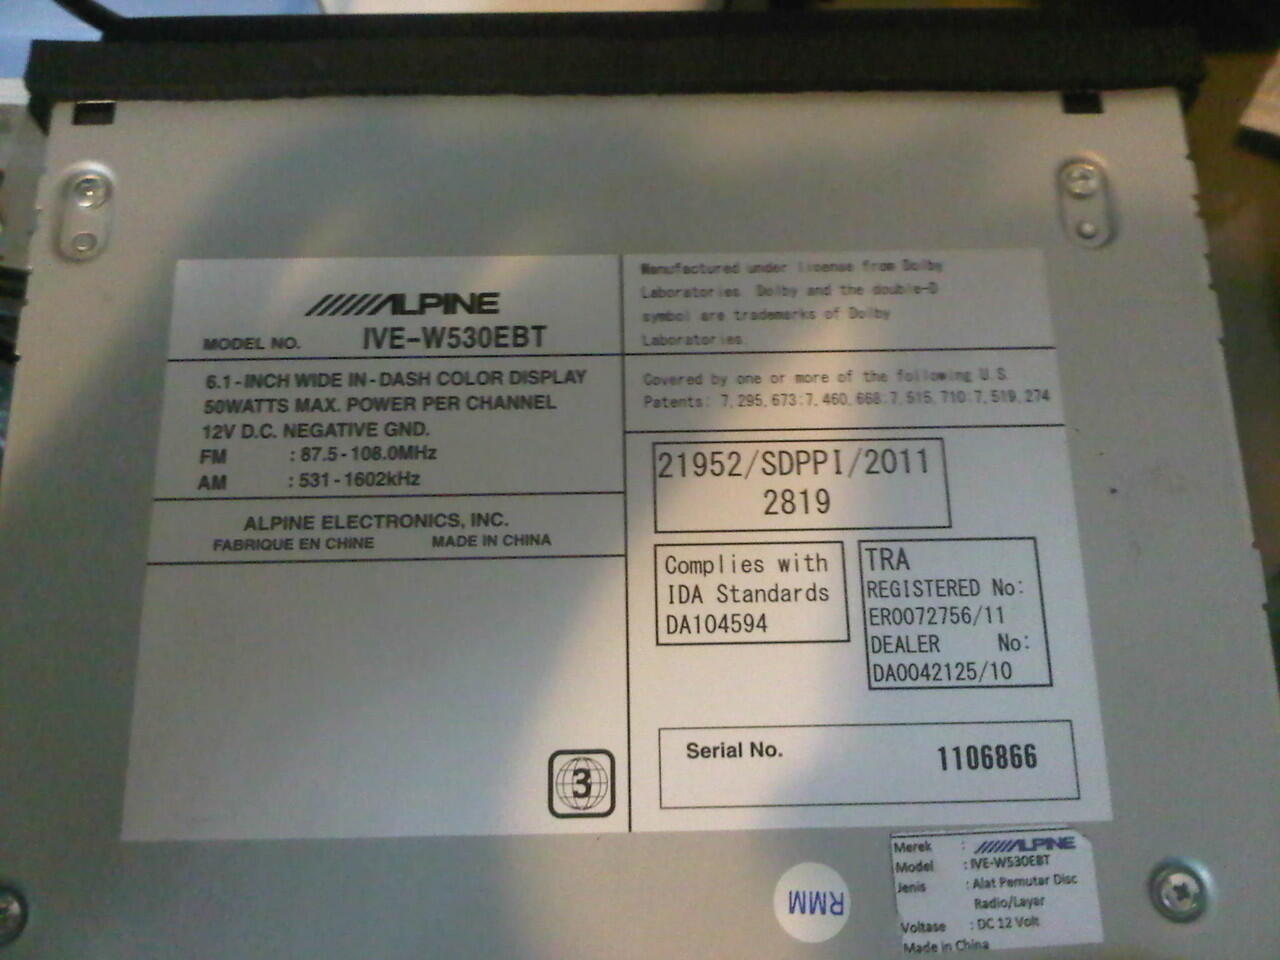 ALPINE
MODEL NO. IVE-W530EBT
6.1-INCH WIDE IN-DASH COLOR DISPLAY
50WATTS MAX. POWER PER CHANNEL
12V D.C. NEGATIVE GND.
FM : 87.5-108.0MHz
AM : 531-1602kHz
ALPINE ELECTRONICS, INC.
FABRIQUE EN CHINE MADE IN CHINA
3
Manufactured under license from Dolby
Laboratories. Dolby and the double-D
symbol are trademarks of Dolby
Laboratories.
Covered by one or more of the following U.S.
Patents: 7,295,673;7,460,668;7,515,710;7,519,274
21952/SDPPI/2011
2819
Complies with
IDA Standards
DA104594
TRA
REGISTERED No:
ER0072756/11
DEALER No:
DA0042125/10
Serial No. 1106866
RMM
Merek : ALPINE
Model : IVE-W530EBT
Jenis : Alat Pemutar Disc
Radio/Layar
Voltase : DC 12 Volt
Made in China